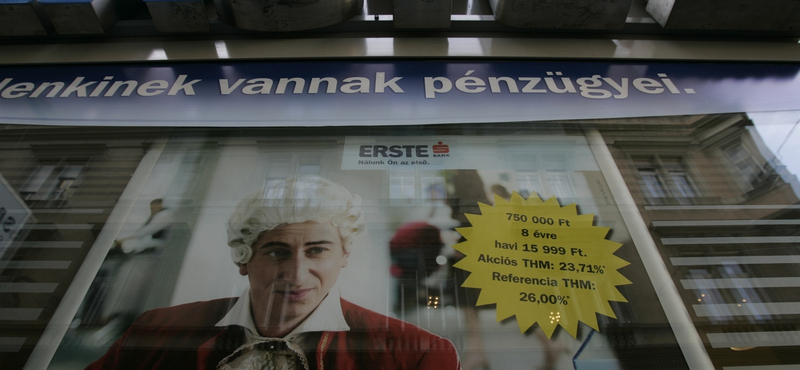 lenkinek vannak pénzügyei.
ERSTE BANK
Nálunk Ön az első.
750 000 Ft
8 évre
havi 15 999 Ft.
Akciós THM: 23,71%*
Referencia THM:
26,00%*